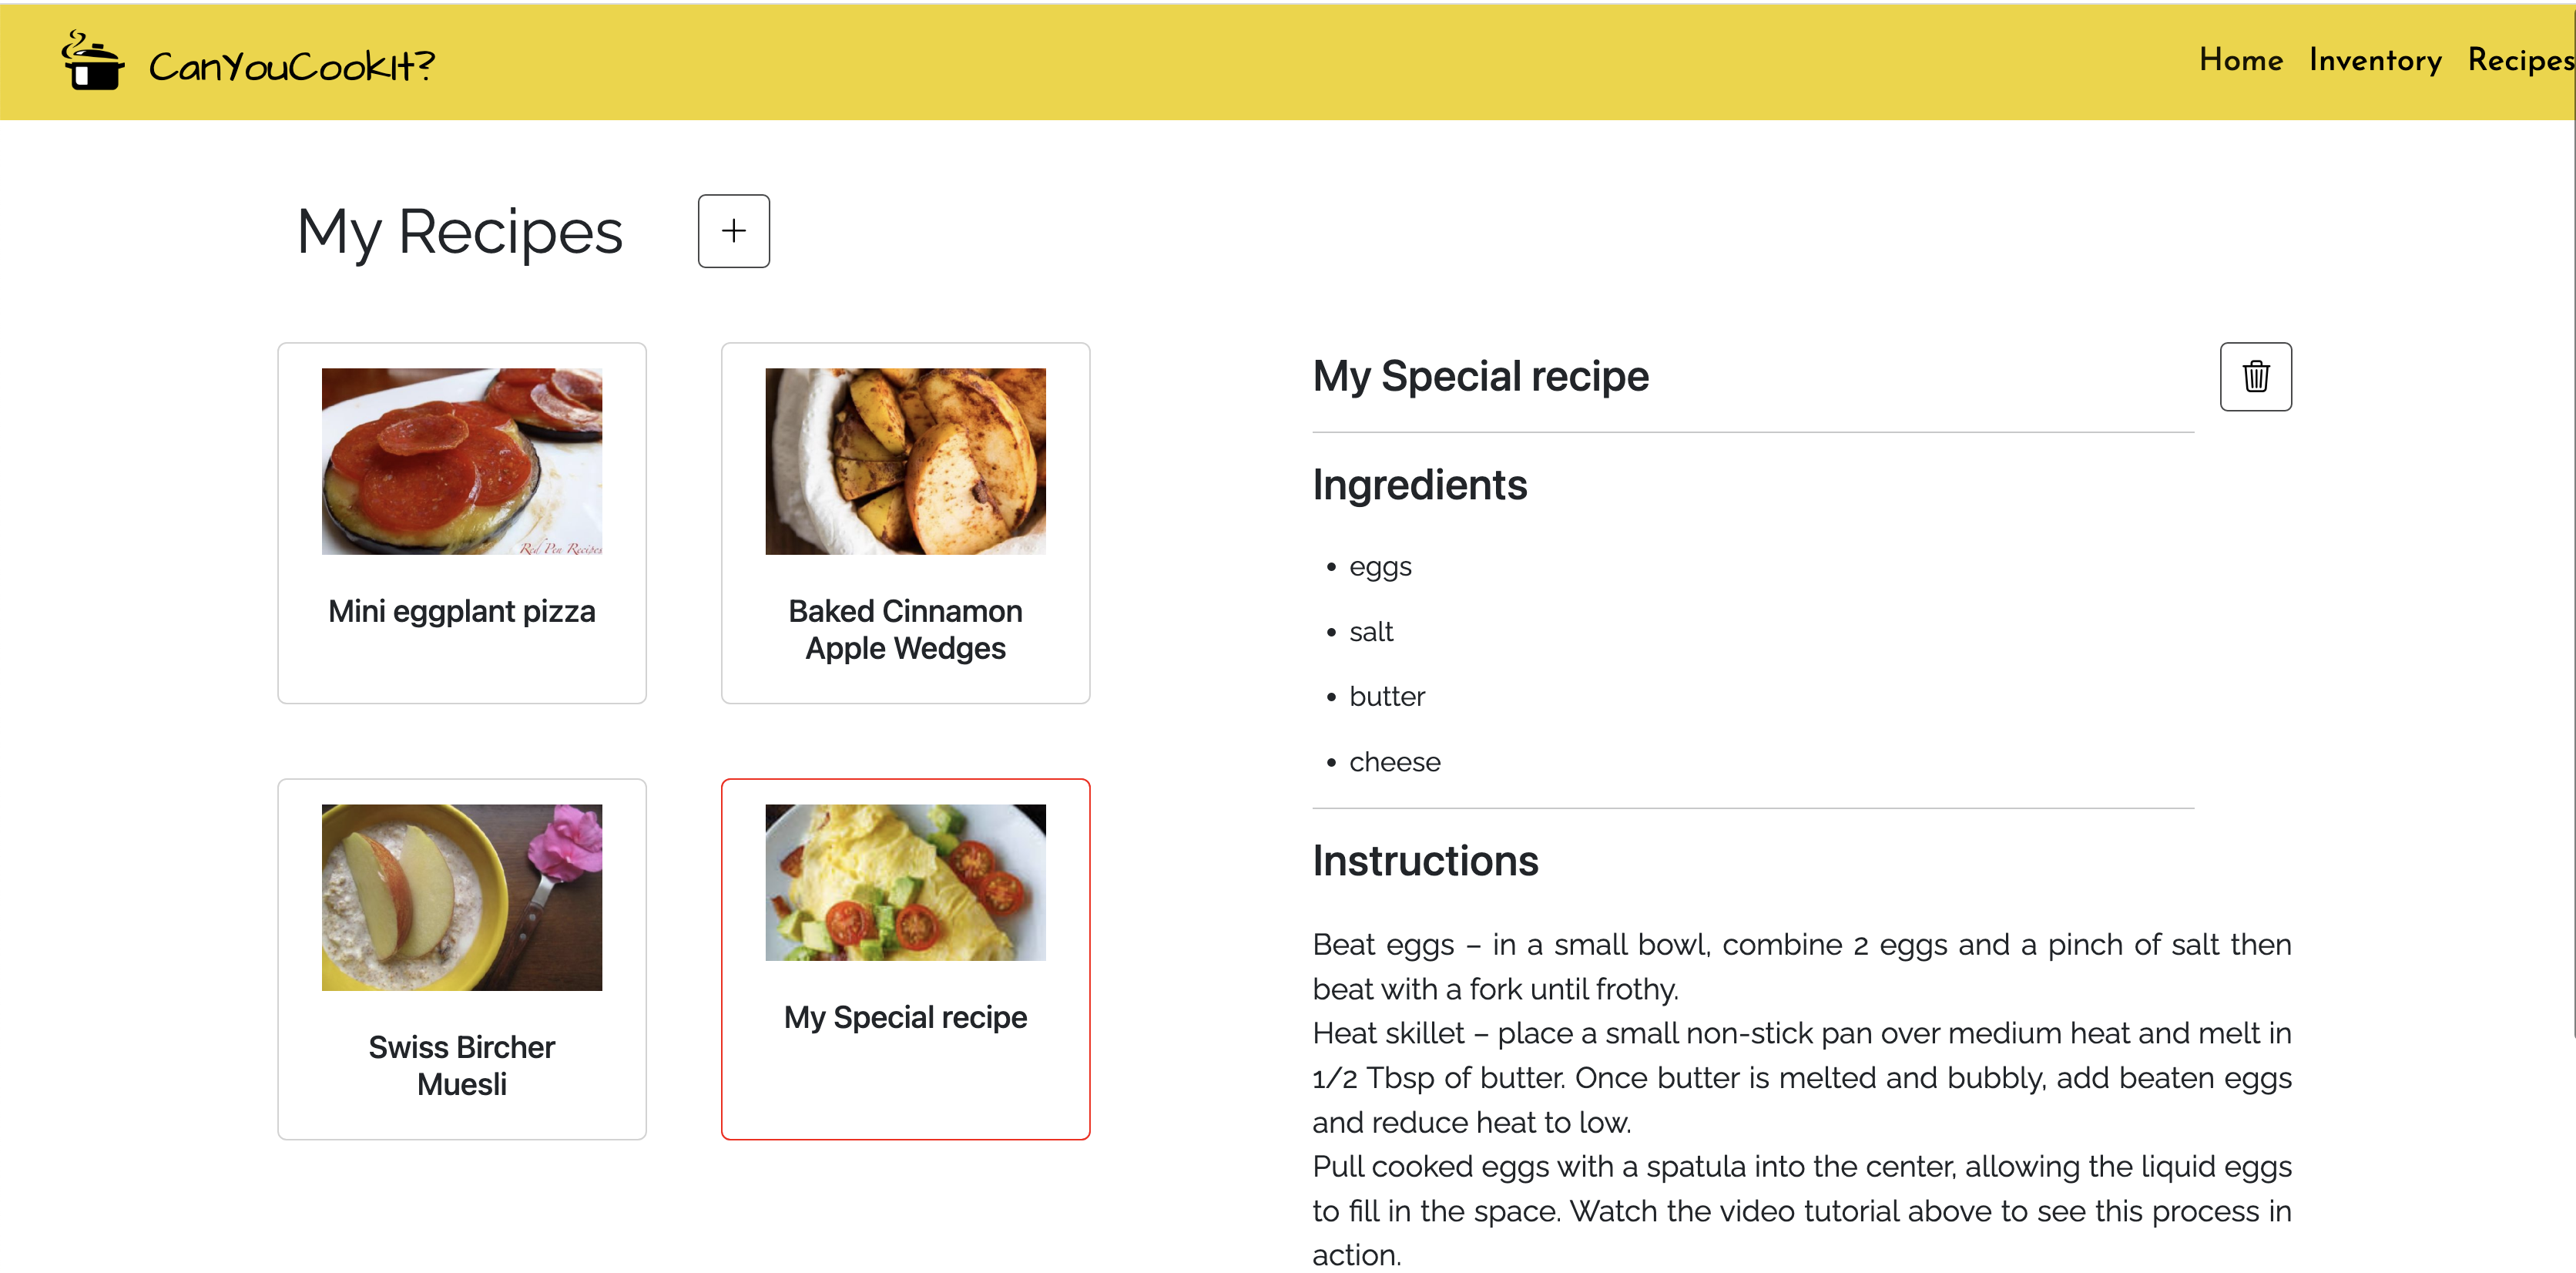 CanYouCookIt?
Home Inventory Recipes
My Recipes
+
Red Pen Recipes
Mini eggplant pizza
Baked Cinnamon
Apple Wedges
Swiss Bircher
Muesli
My Special recipe
My Special recipe
Ingredients
• eggs
• salt
• butter
• cheese
Instructions
Beat eggs – in a small bowl, combine 2 eggs and a pinch of salt then
beat with a fork until frothy.
Heat skillet – place a small non-stick pan over medium heat and melt in
1/2 Tbsp of butter. Once butter is melted and bubbly, add beaten eggs
and reduce heat to low.
Pull cooked eggs with a spatula into the center, allowing the liquid eggs
to fill in the space. Watch the video tutorial above to see this process in
action.